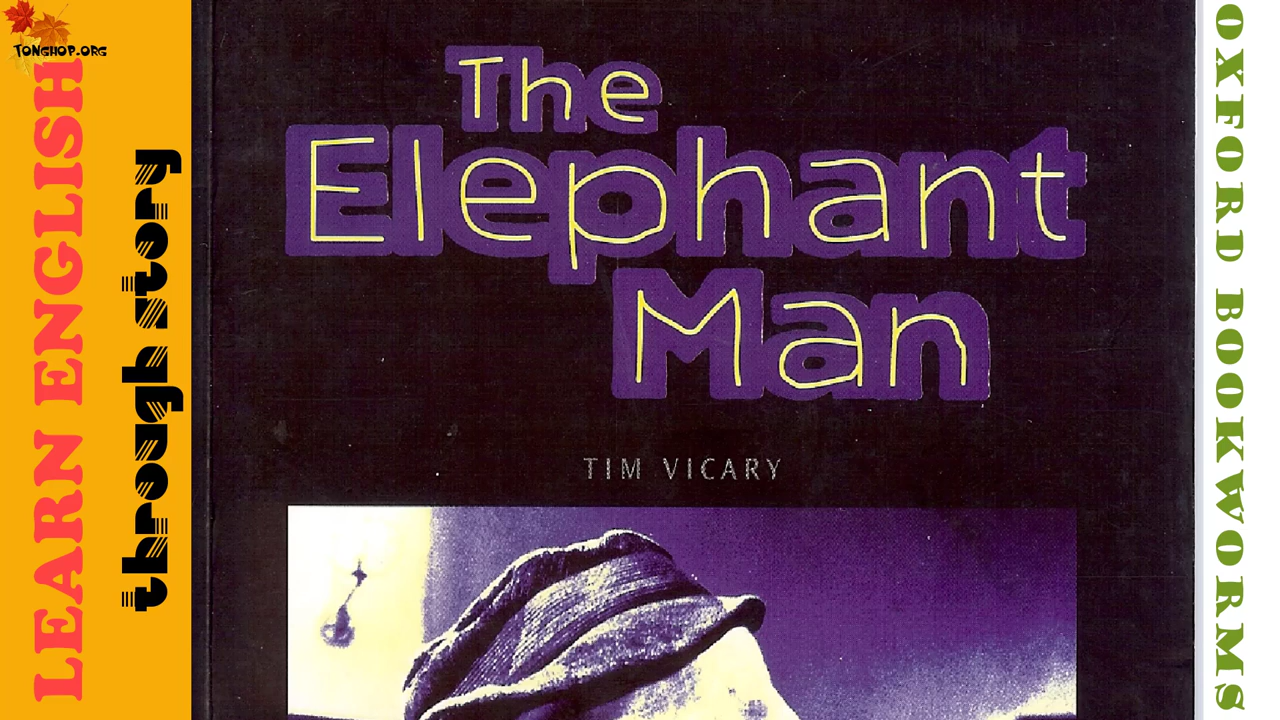 TONGHOP.ORG
LEARN ENGLISH
through story
The
Elephant
Man
TIM VICARY
OXFORD BOOKWORMS